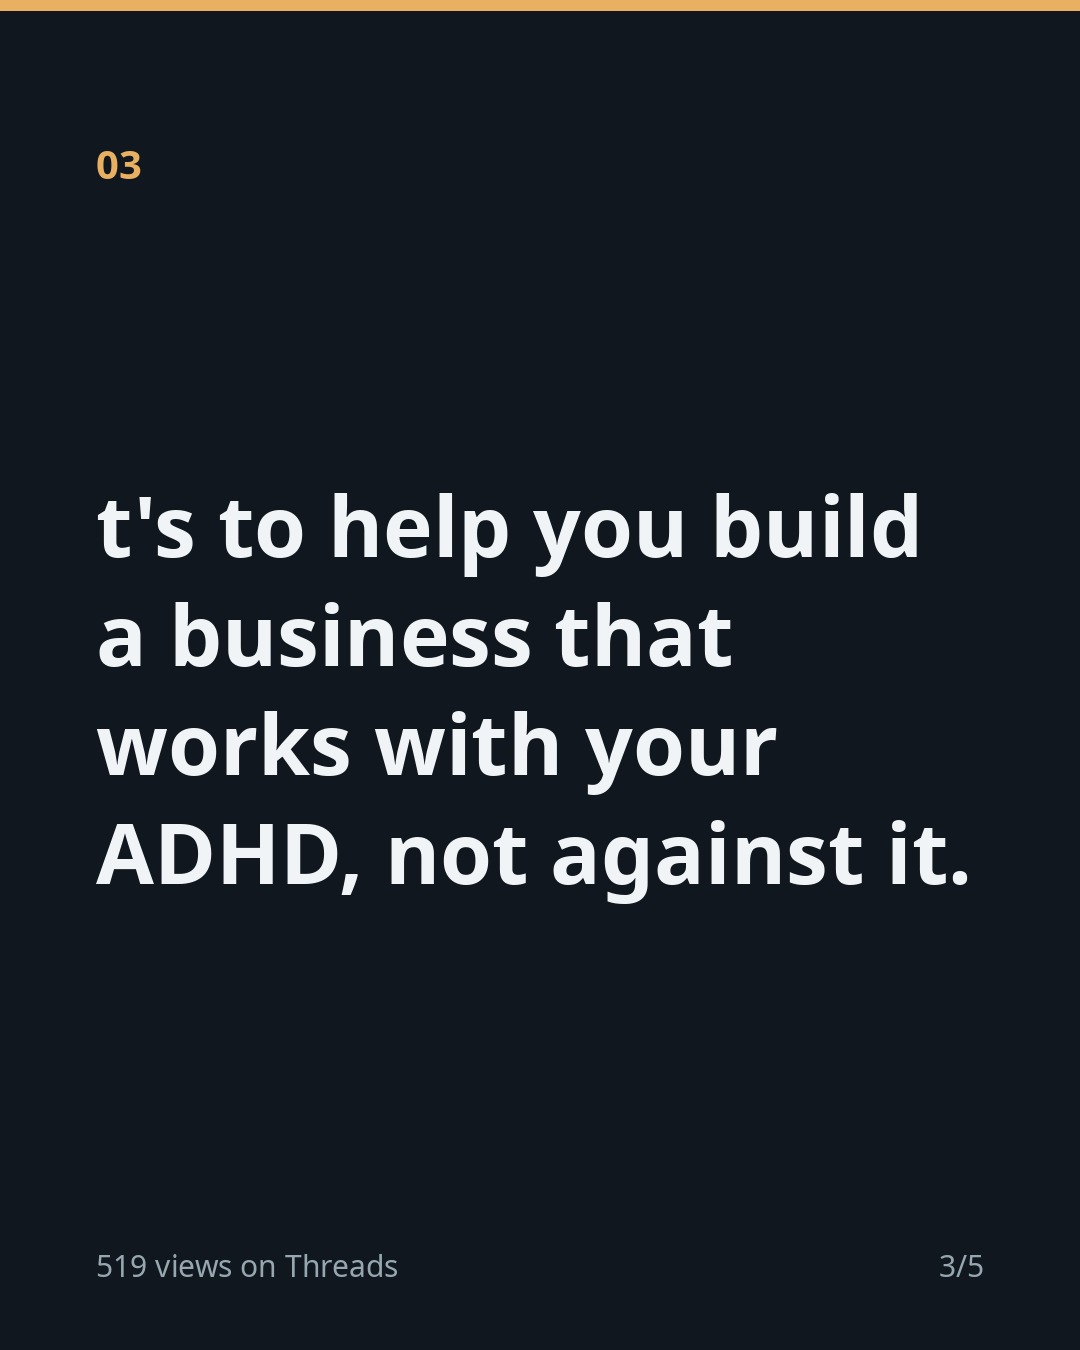 03
t's to help you build
a business that
works with your
ADHD, not against it.
519 views on Threads
3/5